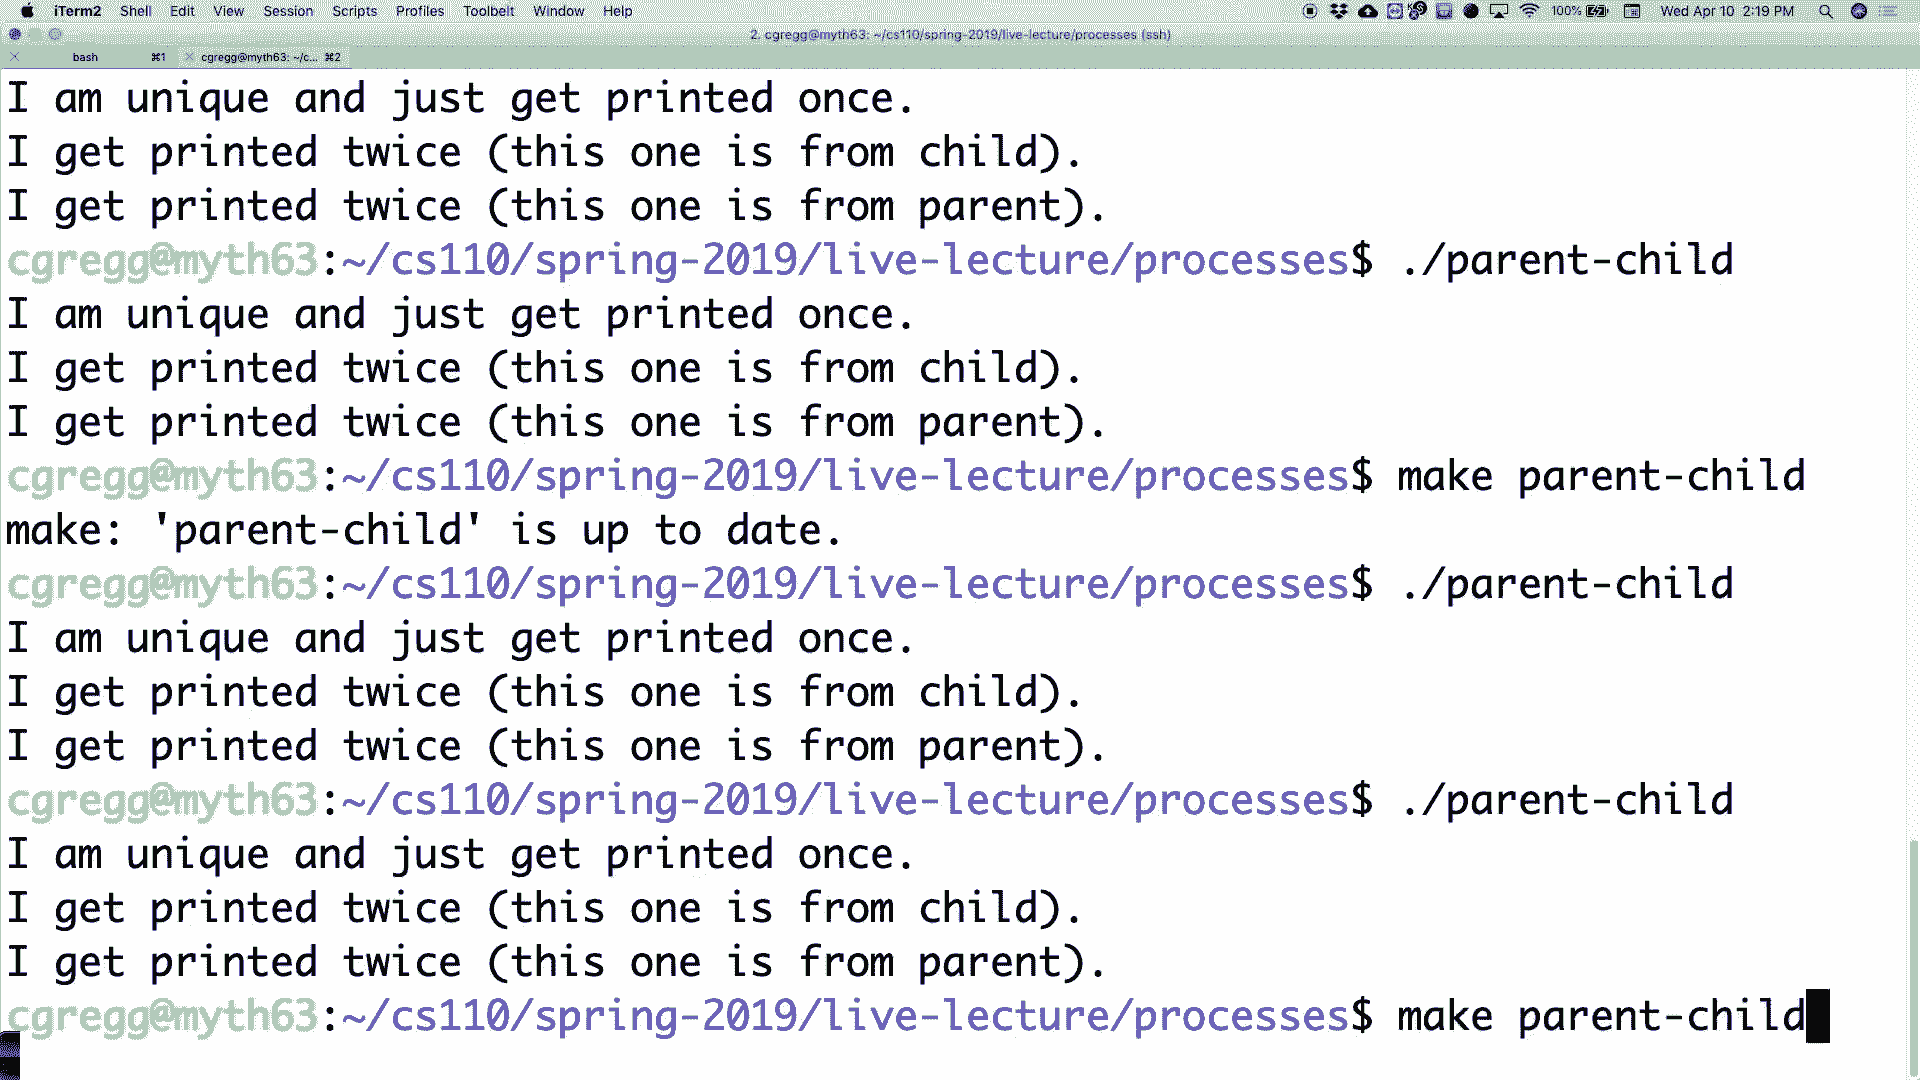 iTerm2 Shell Edit View Session Scripts Profiles Toolbelt Window Help 100% Wed Apr 10 2:19 PM
2. cgregg@myth63: ~/cs110/spring-2019/live-lecture/processes (ssh)
bash ⌘1 cgregg@myth63: ~/c... ⌘2
I am unique and just get printed once.
I get printed twice (this one is from child).
I get printed twice (this one is from parent).
cgregg@myth63:~/cs110/spring-2019/live-lecture/processes$ ./parent-child
I am unique and just get printed once.
I get printed twice (this one is from child).
I get printed twice (this one is from parent).
cgregg@myth63:~/cs110/spring-2019/live-lecture/processes$ make parent-child
make: 'parent-child' is up to date.
cgregg@myth63:~/cs110/spring-2019/live-lecture/processes$ ./parent-child
I am unique and just get printed once.
I get printed twice (this one is from child).
I get printed twice (this one is from parent).
cgregg@myth63:~/cs110/spring-2019/live-lecture/processes$ ./parent-child
I am unique and just get printed once.
I get printed twice (this one is from child).
I get printed twice (this one is from parent).
cgregg@myth63:~/cs110/spring-2019/live-lecture/processes$ make parent-child